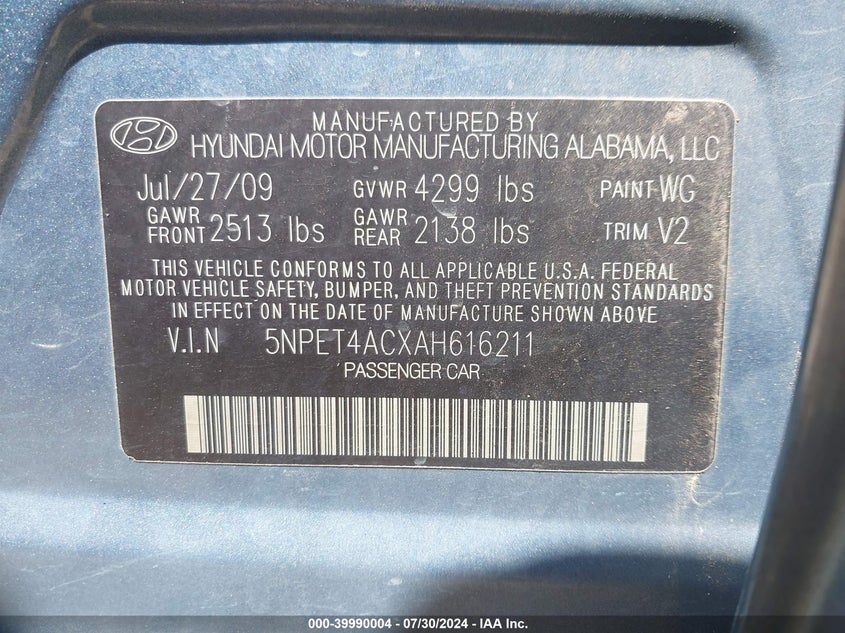 MANUFACTURED BY
HYUNDAI MOTOR MANUFACTURING ALABAMA, LLC
Jul/27/09 GVWR 4299 lbs PAINT WG
GAWR FRONT 2513 lbs GAWR REAR 2138 lbs TRIM V2
THIS VEHICLE CONFORMS TO ALL APPLICABLE U.S.A. FEDERAL
MOTOR VEHICLE SAFETY, BUMPER, AND THEFT PREVENTION STANDARDS
IN EFFECT ON THE DATE OF MANUFACTURE SHOWN ABOVE
V.I.N 5NPET4ACXAH616211
PASSENGER CAR
000-39990004 - 07/30/2024 - IAA Inc.